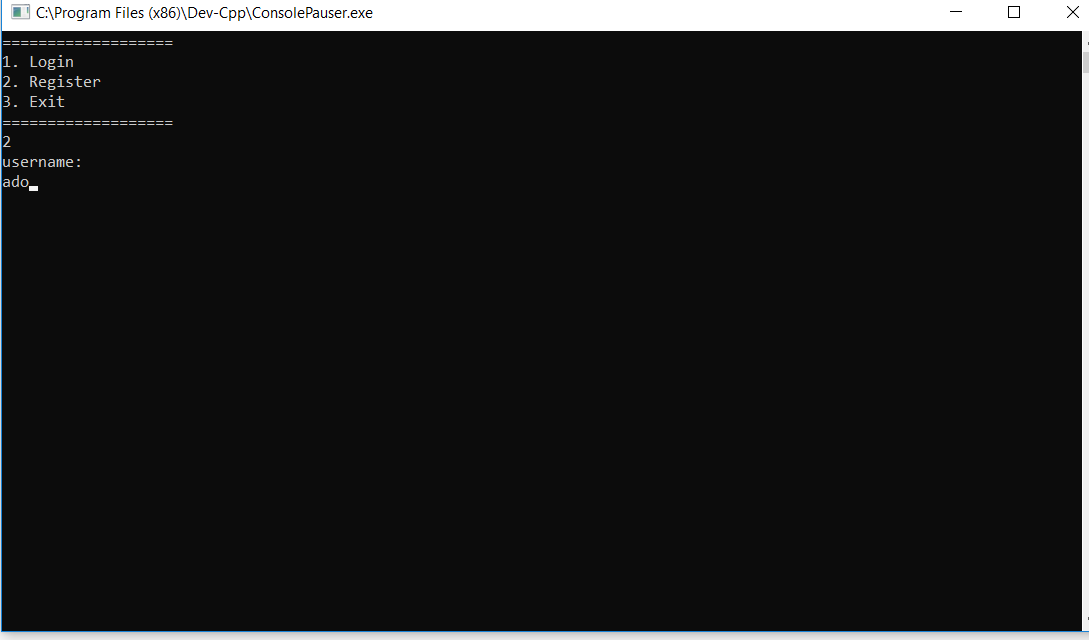 C:\Program Files (x86)\Dev-Cpp\ConsolePauser.exe
===================
1. Login
2. Register
3. Exit
===================
2
username:
ado